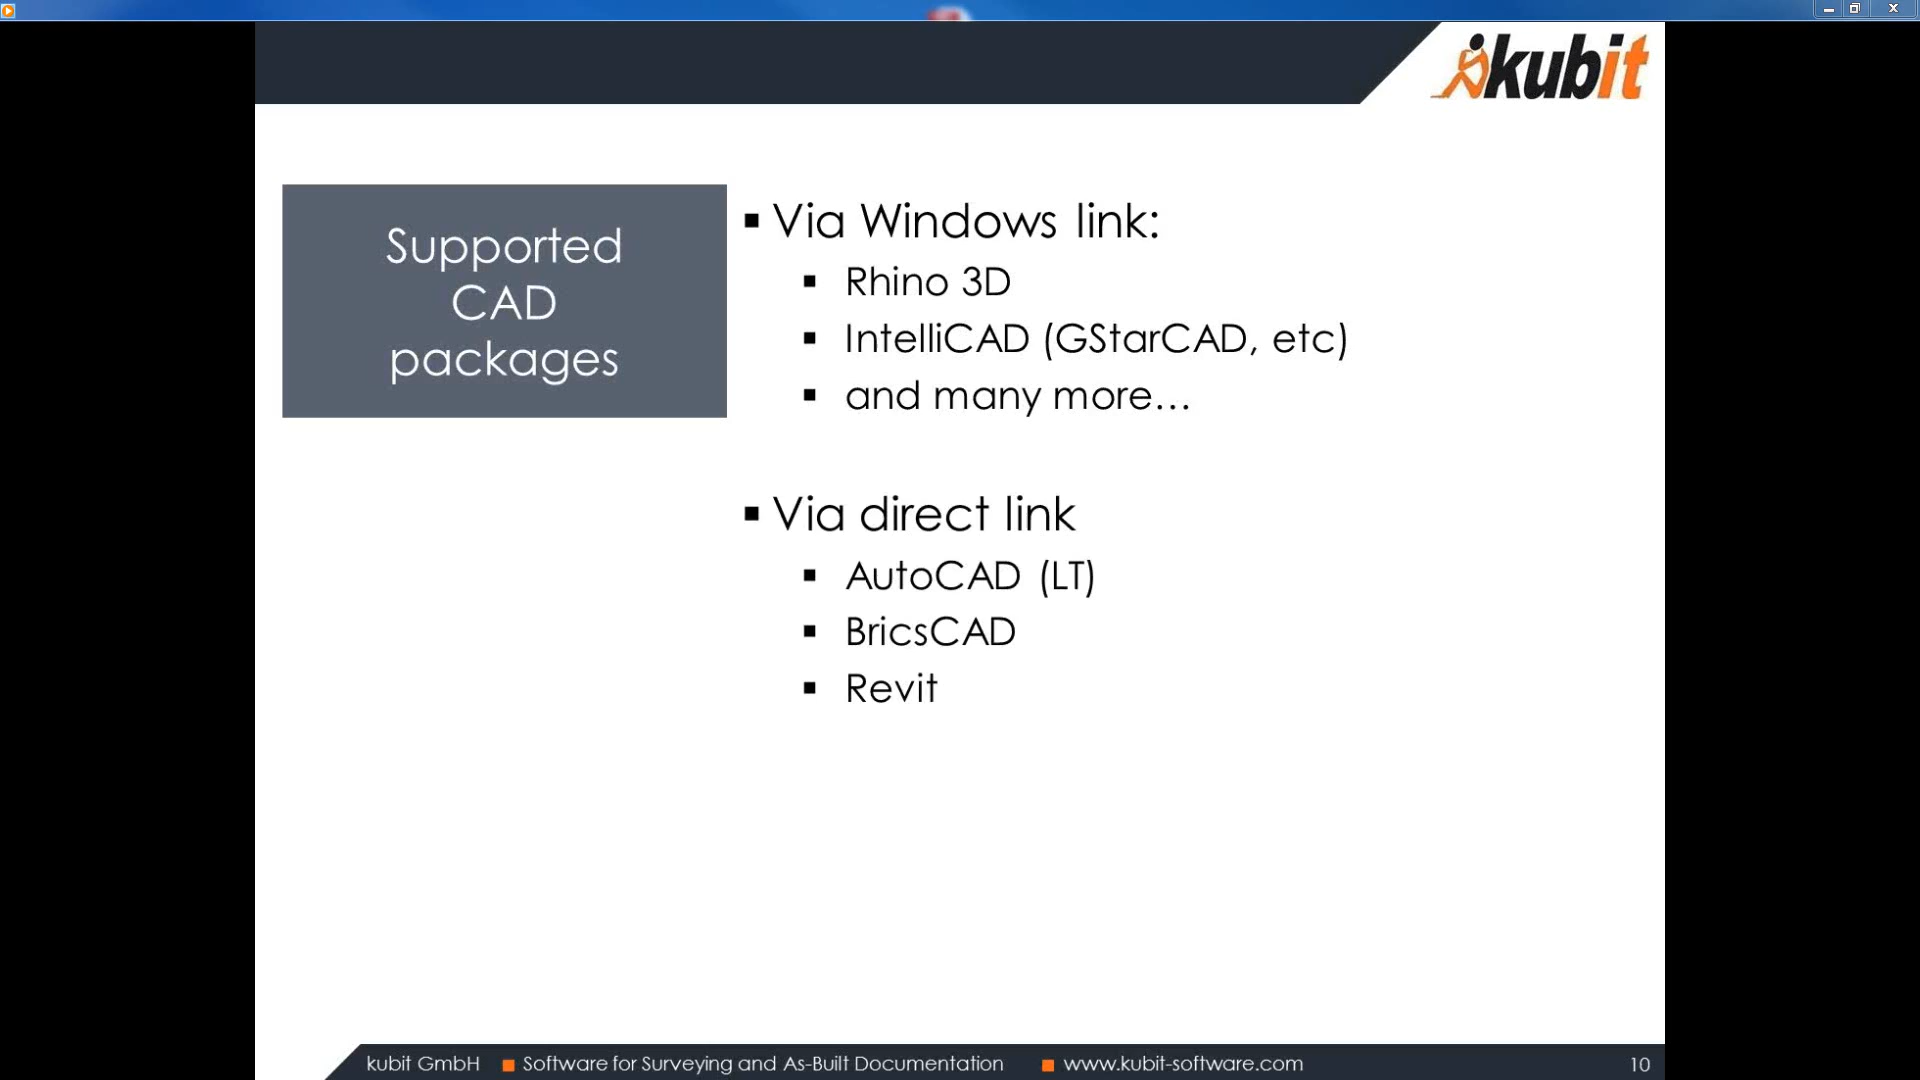 kubit
Supported
CAD
packages
Via Windows link:
Rhino 3D
IntelliCAD (GStarCAD, etc)
and many more...
Via direct link
AutoCAD (LT)
BricsCAD
Revit
kubit GmbH Software for Surveying and As-Built Documentation www.kubit-software.com 10